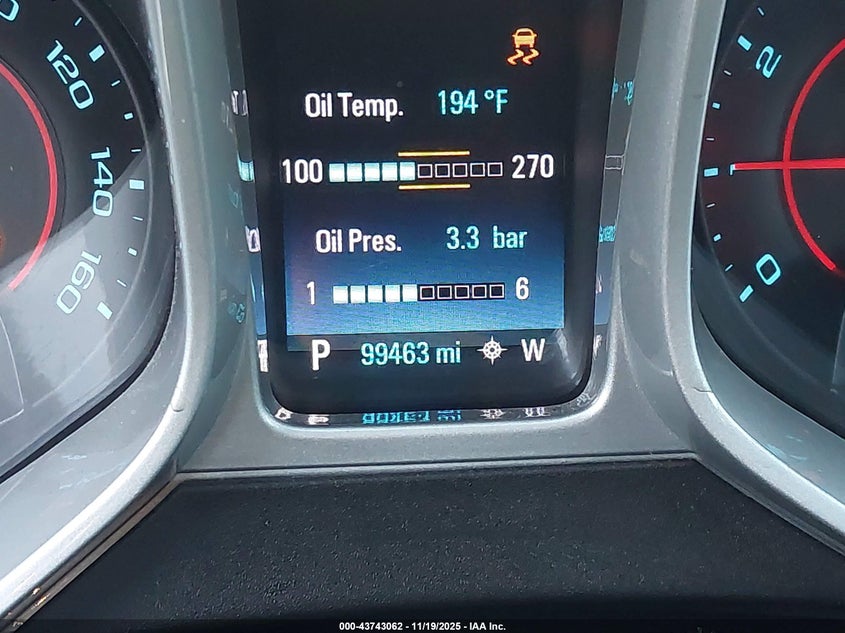 120
140
160
Oil Temp. 194 °F
100 270
Oil Pres. 3.3 bar
1 6
P 99463 mi W
2
1
0
000-43743062 - 11/19/2025 - IAA Inc.